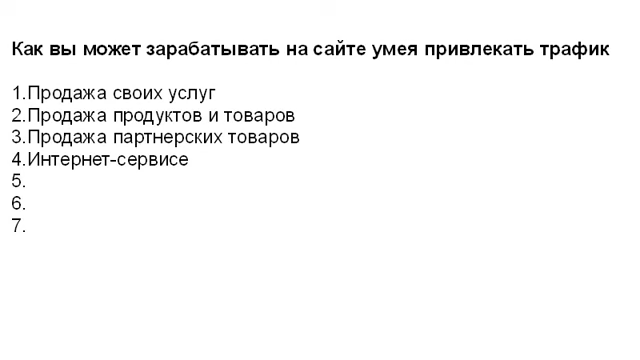 Как вы может зарабатывать на сайте умея привлекать трафик
1.Продажа своих услуг
2.Продажа продуктов и товаров
3.Продажа партнерских товаров
4.Интернет-сервисе
5.
6.
7.